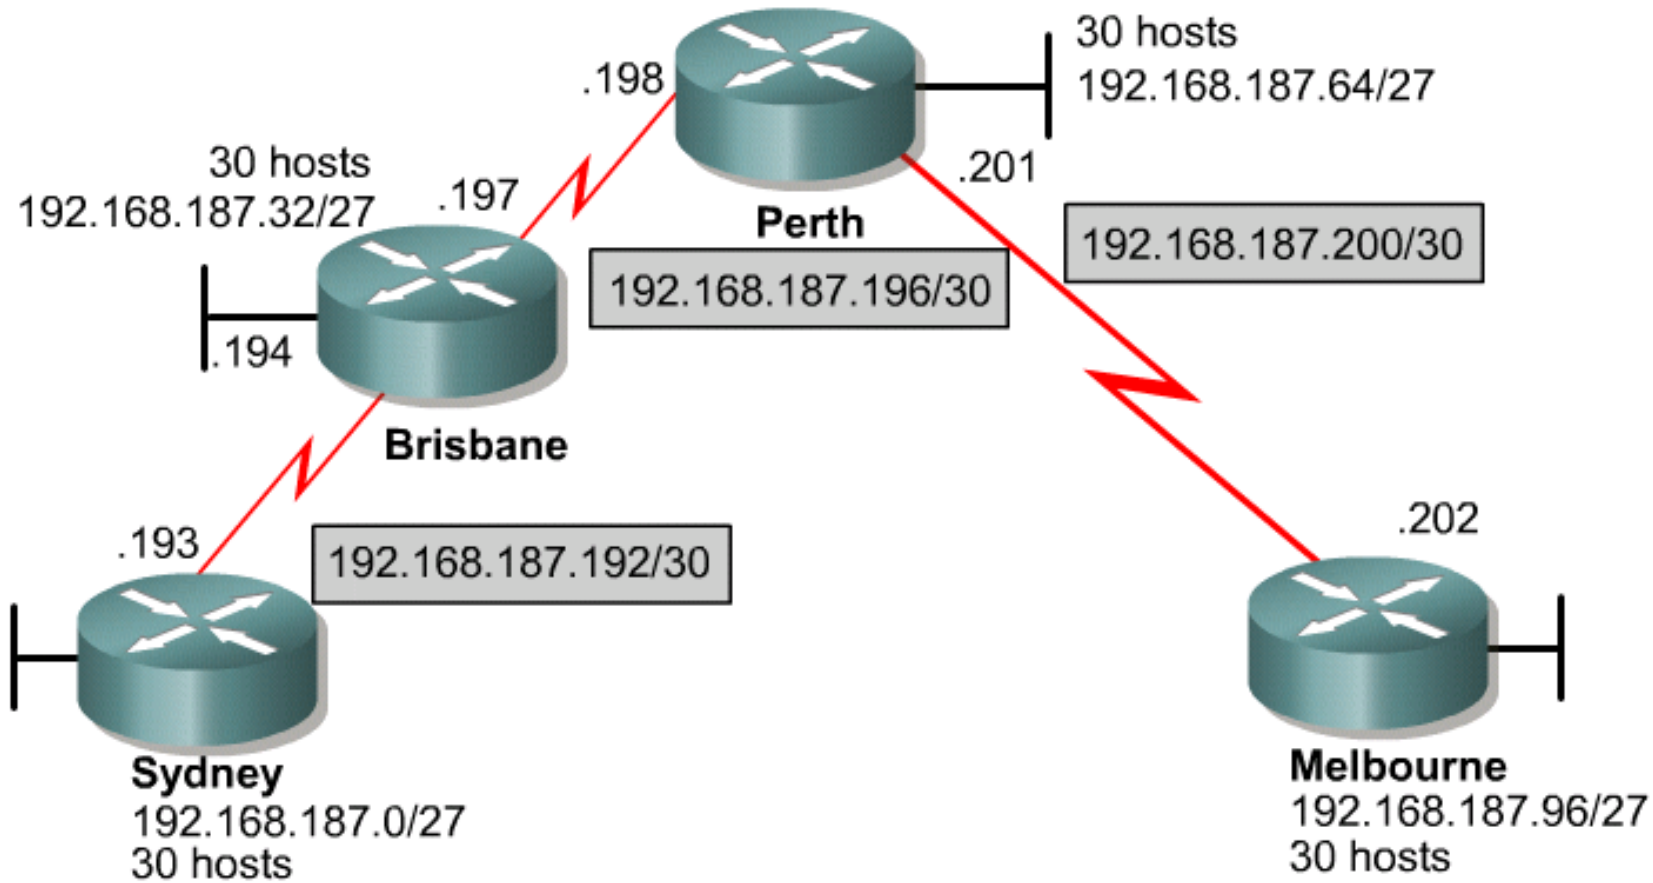 30 hosts
192.168.187.64/27
.198
.201
Perth
30 hosts
192.168.187.32/27
.197
192.168.187.200/30
192.168.187.196/30
.194
Brisbane
.193
192.168.187.192/30
.202
Sydney
192.168.187.0/27
30 hosts
Melbourne
192.168.187.96/27
30 hosts